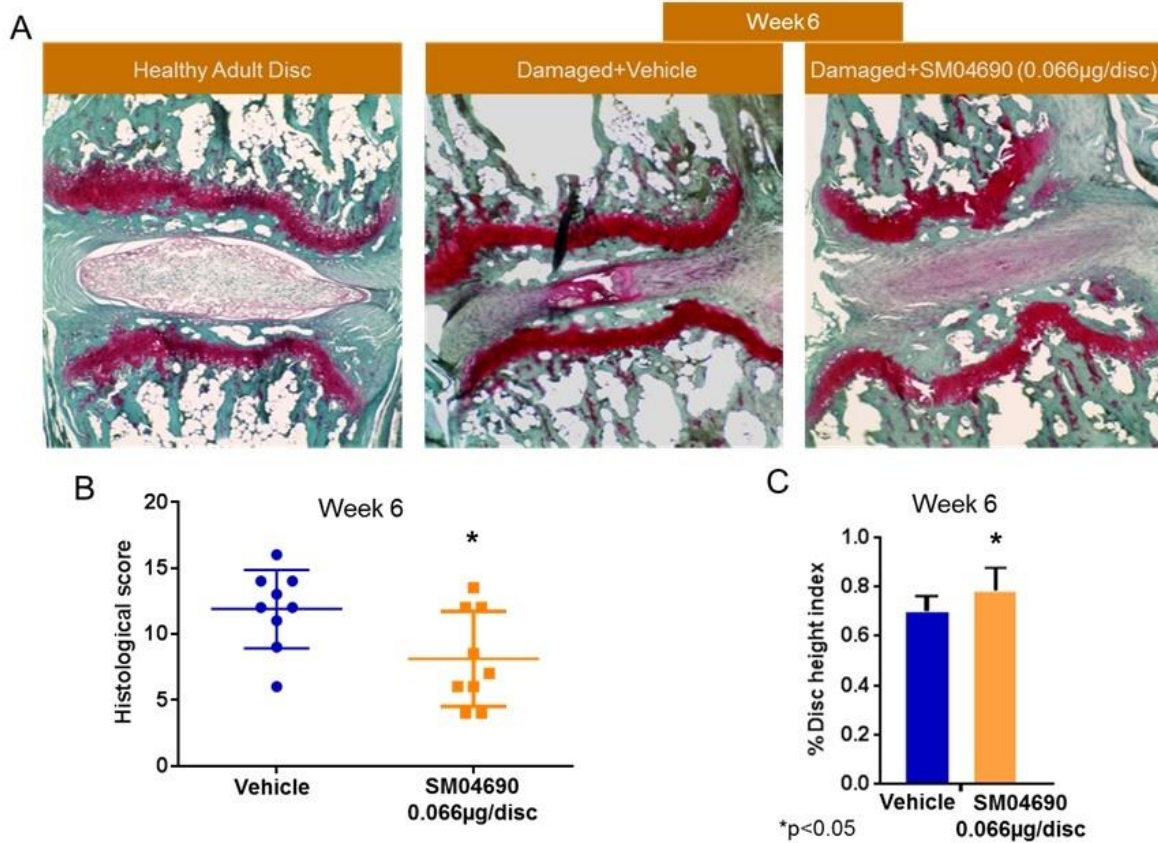 A
Week 6
Healthy Adult Disc
Damaged+Vehicle
Damaged+SM04690 (0.066µg/disc)
B
Week 6
*
Histological score
20
15
10
5
0
Vehicle
SM04690
0.066µg/disc
C
Week 6
*
% Disc height index
1.0
0.8
0.6
0.4
0.2
0.0
Vehicle
SM04690
0.066µg/disc
*p<0.05